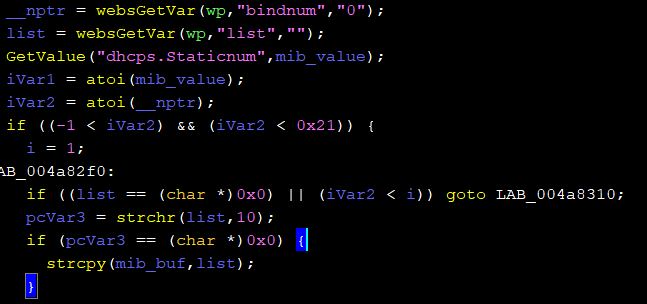 __nptr = websGetVar(wp,"bindnum","0");
list = websGetVar(wp,"list","");
GetValue("dhcps.Staticnum",mib_value);
iVar1 = atoi(mib_value);
iVar2 = atoi(__nptr);
if ((-1 < iVar2) && (iVar2 < 0x21)) {
i = 1;
AB_004a82f0:
if ((list == (char *)0x0) || (iVar2 < i)) goto LAB_004a8310;
pcVar3 = strchr(list,10);
if (pcVar3 == (char *)0x0) {
strcpy(mib_buf,list);
}